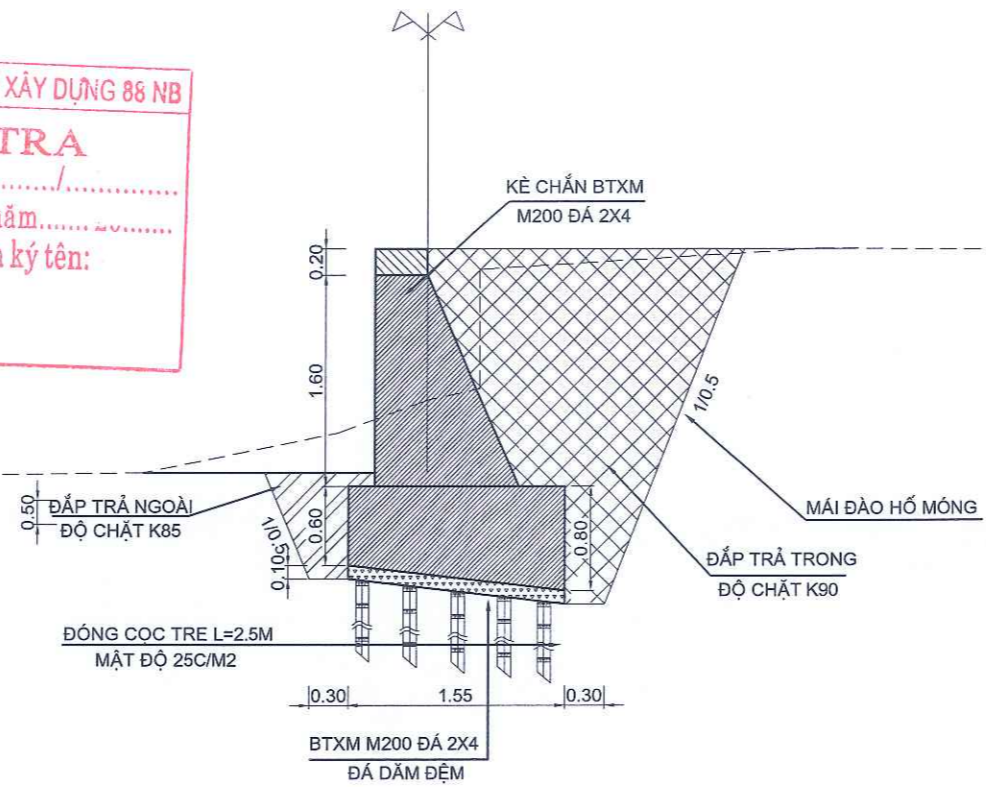 XÂY DỰNG 88 NB
TRA
......../..............
năm....... 20........
ký tên:
KÈ CHẮN BTXM
M200 ĐÁ 2X4
0.20
1.60
1/0.5
ĐẮP TRẢ NGOÀI
ĐỘ CHẶT K85
0.50
1/0.5
0.60
0.10
0.80
MÁI ĐÀO HỐ MÓNG
ĐẮP TRẢ TRONG
ĐỘ CHẶT K90
ĐÓNG CỌC TRE L=2.5M
MẬT ĐỘ 25C/M2
0.30
1.55
0.30
BTXM M200 ĐÁ 2X4
ĐÁ DĂM ĐỆM